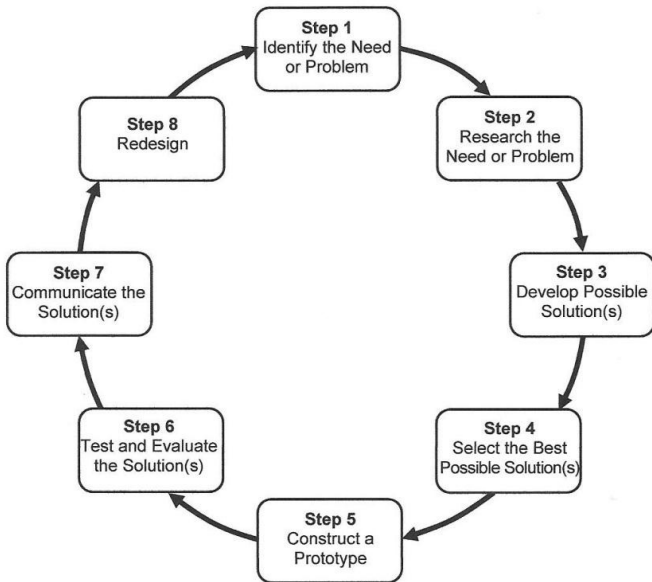 Step 1
Identify the Need
or Problem
Step 2
Research the
Need or Problem
Step 3
Develop Possible
Solution(s)
Step 4
Select the Best
Possible Solution(s)
Step 5
Construct a
Prototype
Step 6
Test and Evaluate
the Solution(s)
Step 7
Communicate the
Solution(s)
Step 8
Redesign